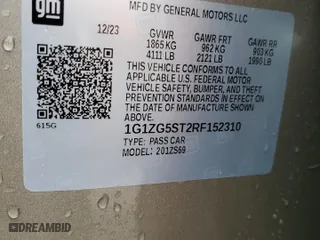 gm
MFD BY GENERAL MOTORS LLC
12/23
GVWR GAWR FRT GAWR RR
1865 KG 962 KG 903 KG
4111 LB 2121 LB 1990 LB
THIS VEHICLE CONFORMS TO ALL
APPLICABLE U.S. FEDERAL MOTOR
VEHICLE SAFETY, BUMPER, AND THEFT
PREVENTION STANDARDS IN EFFECT ON
THE DATE OF MANUFACTURE SHOWN
ABOVE.
615G
1G1ZG5ST2RF152310
TYPE: PASS CAR
MODEL: 201ZS69
DREAMBID